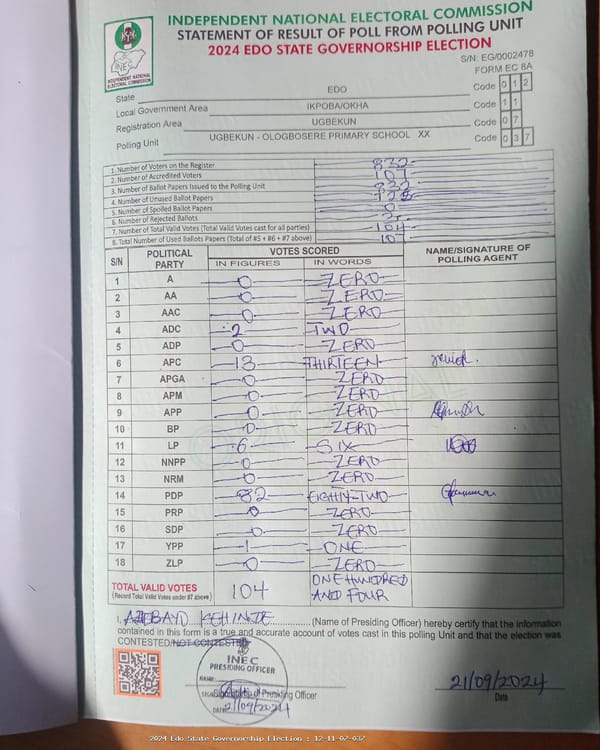 INDEPENDENT NATIONAL ELECTORAL COMMISSION
STATEMENT OF RESULT OF POLL FROM POLLING UNIT
2024 EDO STATE GOVERNORSHIP ELECTION
S/N: EG/0002478
FORM EC 8A
INEC
INDEPENDENT NATIONAL ELECTORAL COMMISSION
State EDO Code 0 1 2
Local Government Area IKPOBA/OKHA Code 1 1
Registration Area UGBEKUN Code 0 7
Polling Unit UGBEKUN - OLOGBOSERE PRIMARY SCHOOL XX Code 0 3 7
1. Number of Voters on the Register 832
2. Number of Accredited Voters 107
3. Number of Ballot Papers Issued to the Polling Unit 832
4. Number of Unused Ballot Papers 725
5. Number of Spoiled Ballot Papers 0
6. Number of Rejected Ballots 3
7. Number of Total Valid Votes (Total Valid Votes cast for all parties) 104
8. Total Number of Used Ballots Papers (Total of #5 + #6 + #7 above) 107
S/N POLITICAL PARTY VOTES SCORED NAME/SIGNATURE OF POLLING AGENT
IN FIGURES IN WORDS
1 A 0 ZERO
2 AA 0 ZERO
3 AAC 0 ZERO
4 ADC 2 TWO
5 ADP 0 ZERO
6 APC 13 THIRTEEN
7 APGA 0 ZERO
8 APM 0 ZERO
9 APP 0 ZERO
10 BP 0 ZERO
11 LP 6 SIX
12 NNPP 0 ZERO
13 NRM 0 ZERO
14 PDP 82 EIGHTY-TWO
15 PRP 0 ZERO
16 SDP 0 ZERO
17 YPP 1 ONE
18 ZLP 0 ZERO
TOTAL VALID VOTES 104 ONE HUNDRED
(Record Total Valid Votes under #7 above) AND FOUR
I, KEHINDE (Name of Presiding Officer) hereby certify that the information
contained in this form is a true and accurate account of votes cast in this polling Unit and that the election was
CONTESTED/NOT CONTESTED
INEC
PRESIDING OFFICER
NAME:
Signature of Presiding Officer
DATE 21/09/2024
21/09/2024
Date
2024 Edo State Governorship Election : 12-11-07-037